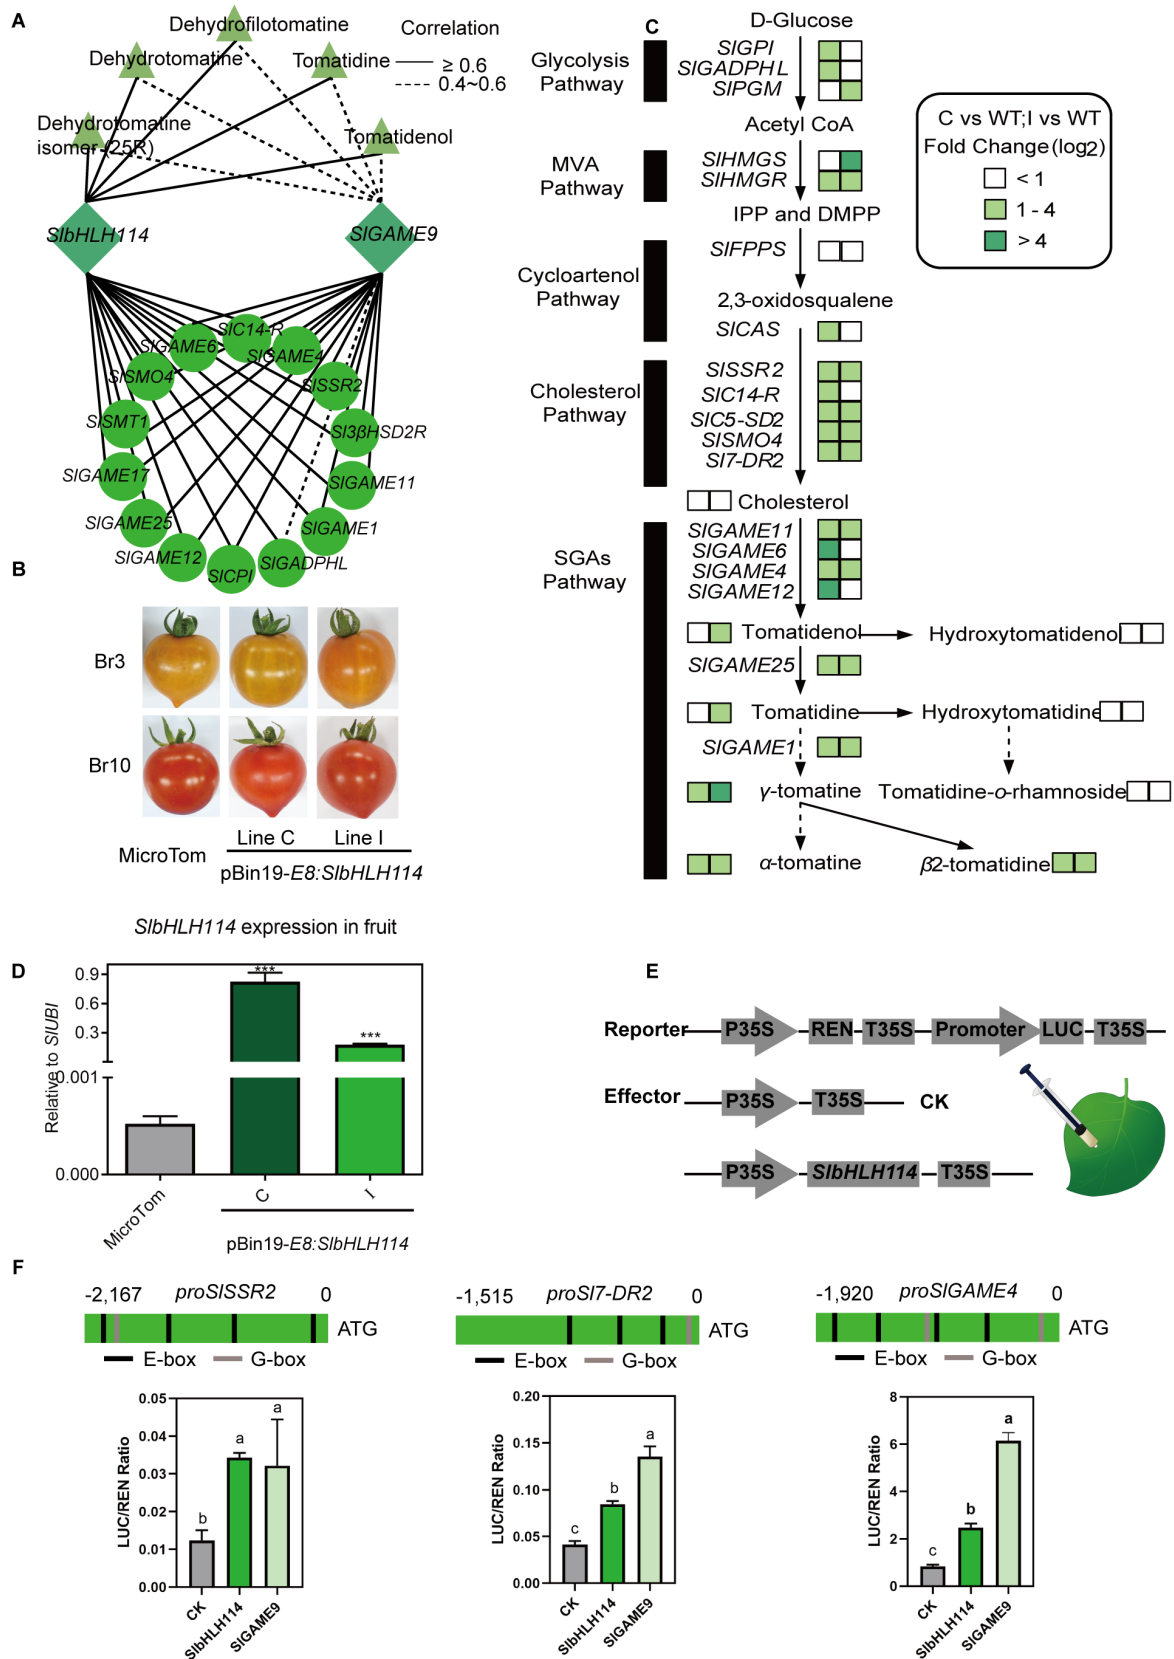 A
Dehydrofilotomatine
Correlation
Dehydrotomatine
Tomatidine
≥ 0.6
0.4~0.6
Dehydrotomatine
isomer (25R)
Tomatidenol
SlbHLH114
SlGAME9
SlC14-R
SlGAME6
SlGAME4
SlSMO4
SlSSR2
SlSMT1
Sl3βHSD2R
SlGAME17
SlGAME11
SlGAME25
SlGAME1
SlGAME12
SlCPI
SlGADPHL
B
Br3
Br10
Line C
Line I
MicroTom
pBin19-E8:SlbHLH114
C
D-Glucose
Glycolysis
Pathway
SlGPI
SlGADPHL
SlPGM
Acetyl CoA
MVA
Pathway
SlHMGS
SlHMGR
IPP and DMPP
SlFPPS
Cycloartenol
Pathway
2,3-oxidosqualene
SlCAS
Cholesterol
Pathway
SlSSR2
SlC14-R
SlC5-SD2
SlSMO4
Sl7-DR2
Cholesterol
SGAs
Pathway
SlGAME11
SlGAME6
SlGAME4
SlGAME12
Tomatidenol
Hydroxytomatidenol
SlGAME25
Tomatidine
Hydroxytomatidine
SlGAME1
γ-tomatine
Tomatidine-o-rhamnoside
α-tomatine
β2-tomatidine
C vs WT;I vs WT
Fold Change(log2)
< 1
1 - 4
> 4
D
SlbHLH114 expression in fruit
Relative to SlUBI
0.9
0.6
0.3
0.001
0.000
***
***
MicroTom
C
I
pBin19-E8:SlbHLH114
E
Reporter
P35S
REN
T35S
Promoter
LUC
T35S
Effector
P35S
T35S
CK
P35S
SlbHLH114
T35S
F
-2,167
proSlSSR2
0
ATG
E-box
G-box
LUC/REN Ratio
0.05
0.04
0.03
0.02
0.01
0.00
b
a
a
CK
SlbHLH114
SlGAME9
-1,515
proSl7-DR2
0
ATG
E-box
G-box
LUC/REN Ratio
0.20
0.15
0.10
0.05
0.00
c
b
a
CK
SlbHLH114
SlGAME9
-1,920
proSlGAME4
0
ATG
E-box
G-box
LUC/REN Ratio
8
6
4
2
0
c
b
a
CK
SlbHLH114
SlGAME9